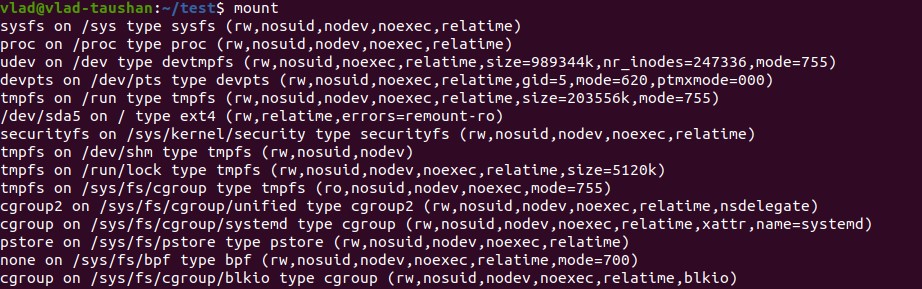 vlad@vlad-taushan:~/test$ mount
sysfs on /sys type sysfs (rw,nosuid,nodev,noexec,relatime)
proc on /proc type proc (rw,nosuid,nodev,noexec,relatime)
udev on /dev type devtmpfs (rw,nosuid,noexec,relatime,size=989344k,nr_inodes=247336,mode=755)
devpts on /dev/pts type devpts (rw,nosuid,noexec,relatime,gid=5,mode=620,ptmxmode=000)
tmpfs on /run type tmpfs (rw,nosuid,nodev,noexec,relatime,size=203556k,mode=755)
/dev/sda5 on / type ext4 (rw,relatime,errors=remount-ro)
securityfs on /sys/kernel/security type securityfs (rw,nosuid,nodev,noexec,relatime)
tmpfs on /dev/shm type tmpfs (rw,nosuid,nodev)
tmpfs on /run/lock type tmpfs (rw,nosuid,nodev,noexec,relatime,size=5120k)
tmpfs on /sys/fs/cgroup type tmpfs (ro,nosuid,nodev,noexec,mode=755)
cgroup2 on /sys/fs/cgroup/unified type cgroup2 (rw,nosuid,nodev,noexec,relatime,nsdelegate)
cgroup on /sys/fs/cgroup/systemd type cgroup (rw,nosuid,nodev,noexec,relatime,xattr,name=systemd)
pstore on /sys/fs/pstore type pstore (rw,nosuid,nodev,noexec,relatime)
none on /sys/fs/bpf type bpf (rw,nosuid,nodev,noexec,relatime,mode=700)
cgroup on /sys/fs/cgroup/blkio type cgroup (rw,nosuid,nodev,noexec,relatime,blkio)